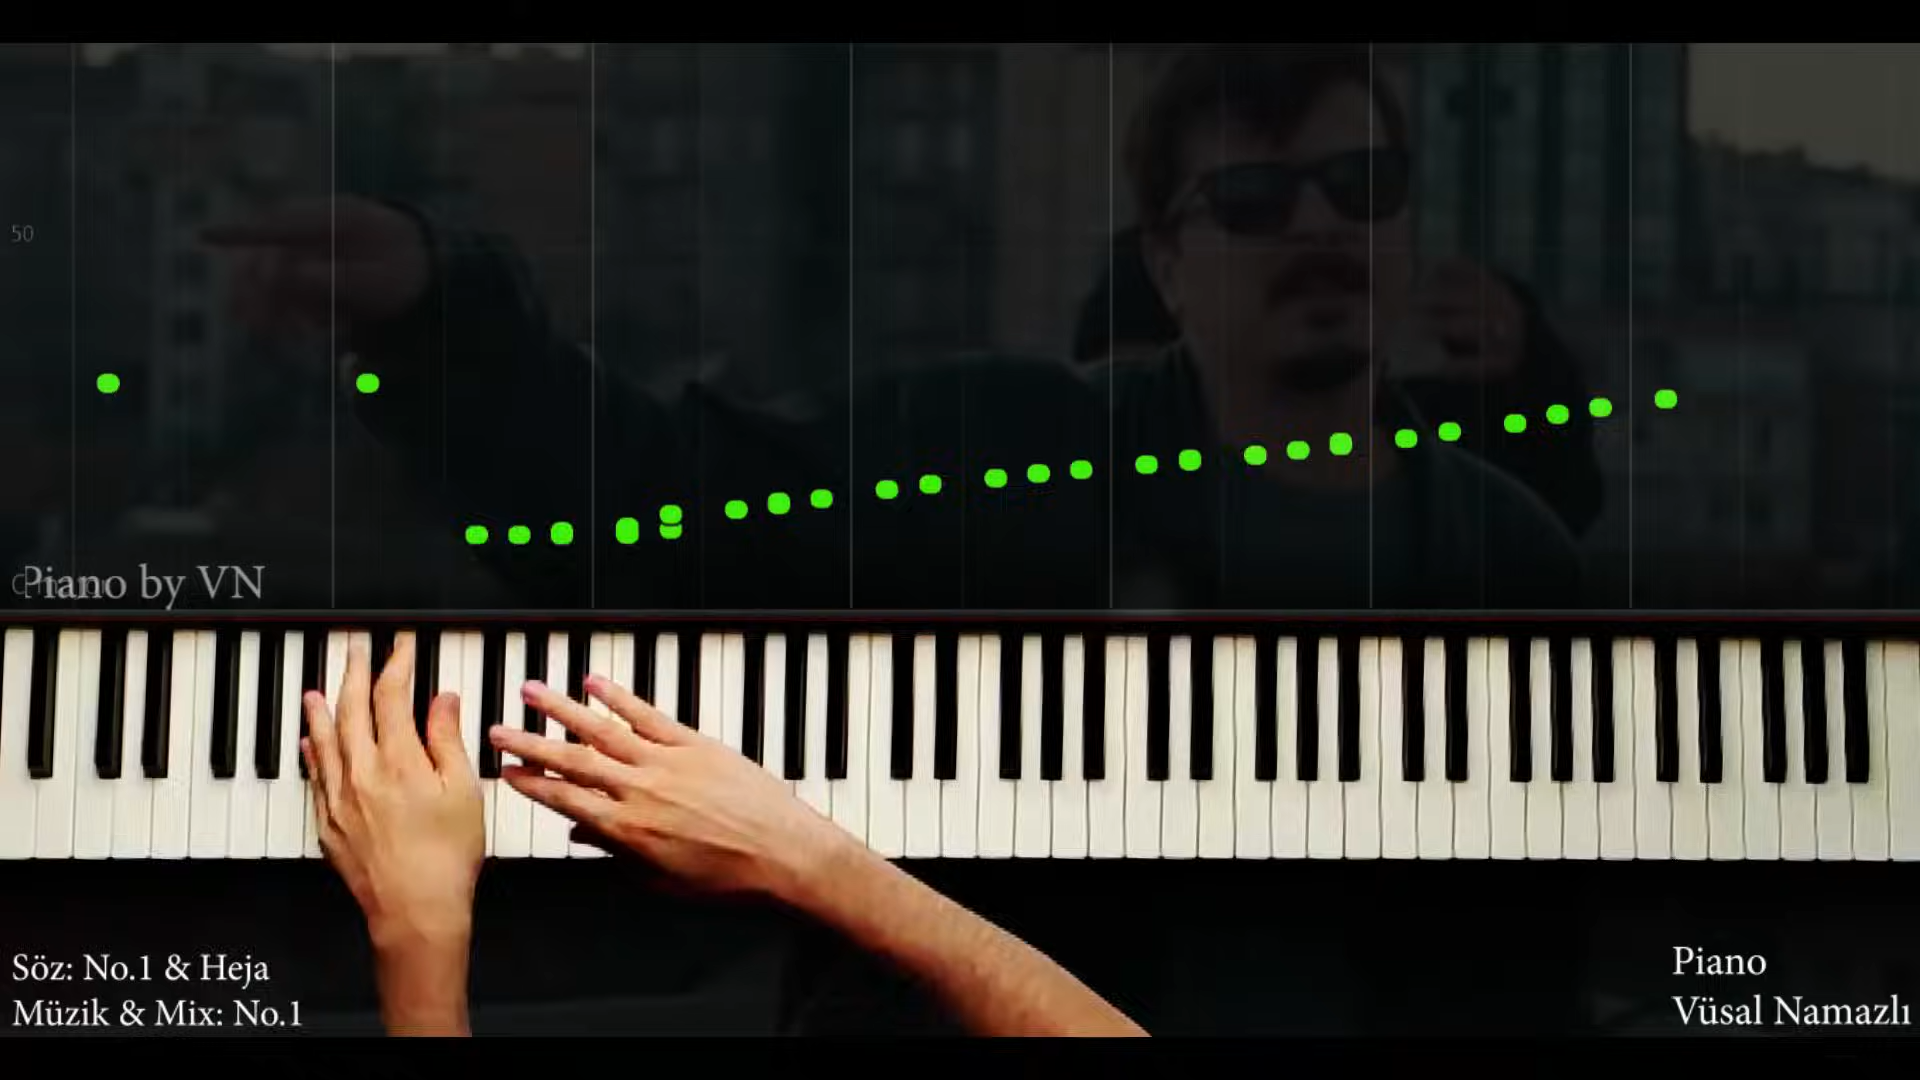 50
Piano by VN
Söz: No.1 & Heja
Müzik & Mix: No.1
Piano
Vüsal Namazlı